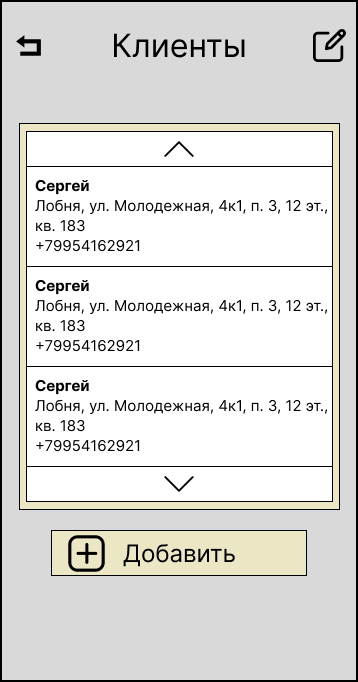 Клиенты
Сергей
Лобня, ул. Молодежная, 4к1, п. 3, 12 эт.,
кв. 183
+79954162921
Сергей
Лобня, ул. Молодежная, 4к1, п. 3, 12 эт.,
кв. 183
+79954162921
Сергей
Лобня, ул. Молодежная, 4к1, п. 3, 12 эт.,
кв. 183
+79954162921
Добавить